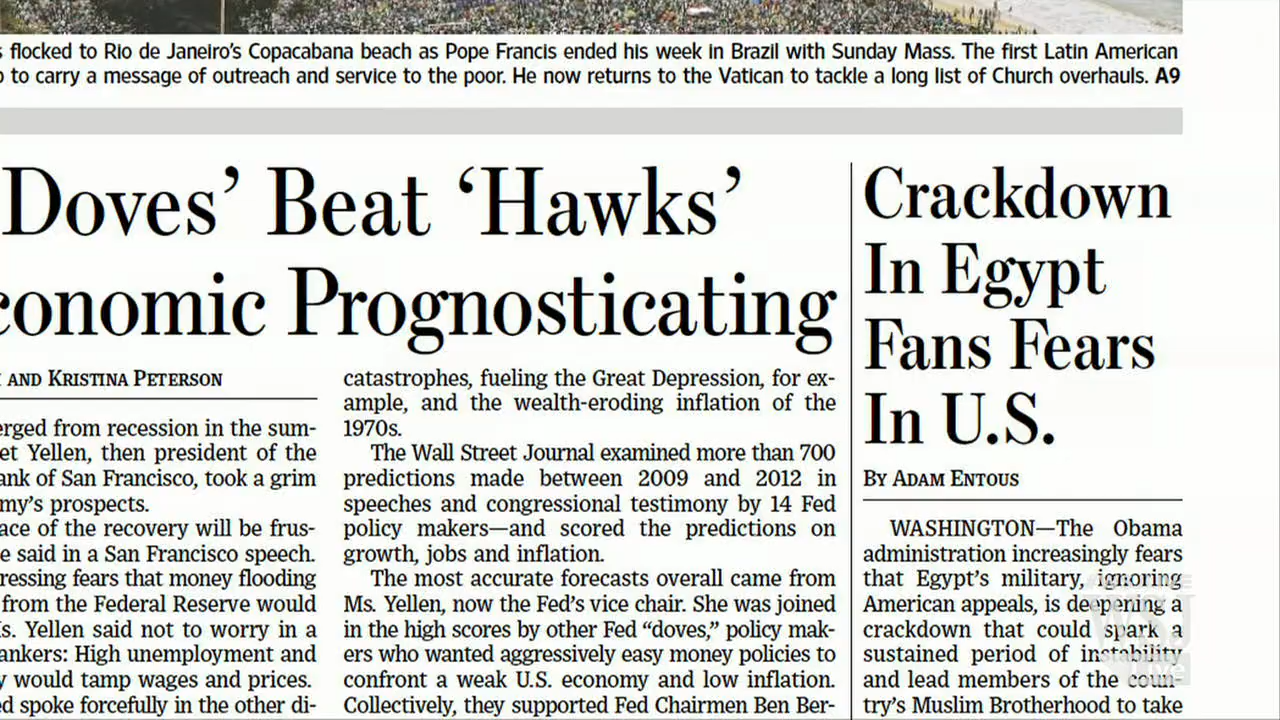 flocked to Rio de Janeiro's Copacabana beach as Pope Francis ended his week in Brazil with Sunday Mass. The first Latin American
to carry a message of outreach and service to the poor. He now returns to the Vatican to tackle a long list of Church overhauls. A9
Doves' Beat 'Hawks'
conomic Prognosticating
AND KRISTINA PETERSON
erged from recession in the sum-
et Yellen, then president of the
ank of San Francisco, took a grim
my's prospects.
ace of the recovery will be frus-
e said in a San Francisco speech.
ressing fears that money flooding
from the Federal Reserve would
s. Yellen said not to worry in a
ankers: High unemployment and
y would tamp wages and prices.
ed spoke forcefully in the other di-
catastrophes, fueling the Great Depression, for ex-
ample, and the wealth-eroding inflation of the
1970s.
The Wall Street Journal examined more than 700
predictions made between 2009 and 2012 in
speeches and congressional testimony by 14 Fed
policy makers—and scored the predictions on
growth, jobs and inflation.
The most accurate forecasts overall came from
Ms. Yellen, now the Fed's vice chair. She was joined
in the high scores by other Fed "doves," policy mak-
ers who wanted aggressively easy money policies to
confront a weak U.S. economy and low inflation.
Collectively, they supported Fed Chairmen Ben Ber-
Crackdown
In Egypt
Fans Fears
In U.S.
BY ADAM ENTOUS
WASHINGTON—The Obama
administration increasingly fears
that Egypt's military, ignoring
American appeals, is deepening a
crackdown that could spark a
sustained period of instability
and lead members of the coun-
try's Muslim Brotherhood to take
WSJ
live